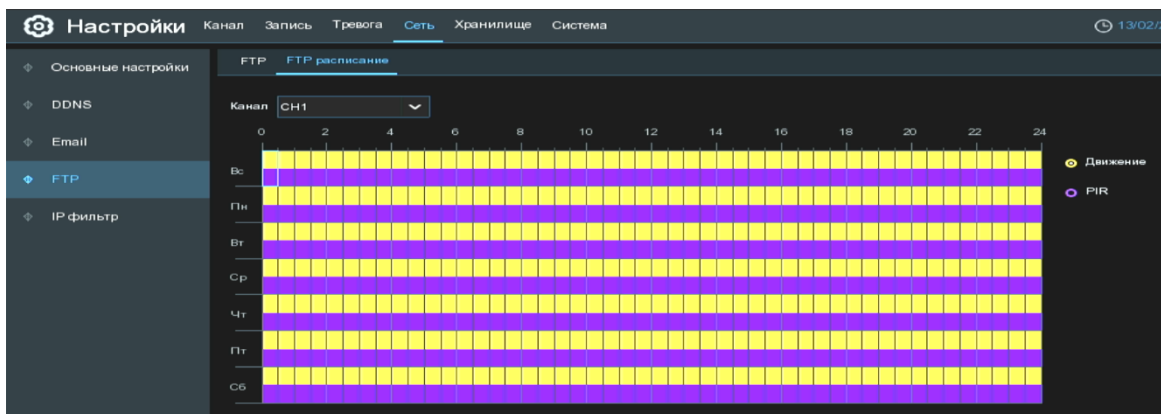 Настройки Канал Запись Тревога Сеть Хранилище Система 13/02/
Основные настройки
DDNS
Email
FTP
IP фильтр
FTP FTP расписание
Канал CH1
0 2 4 6 8 10 12 14 16 18 20 22 24
Вс
Пн
Вт
Ср
Чт
Пт
Сб
Движение
PIR